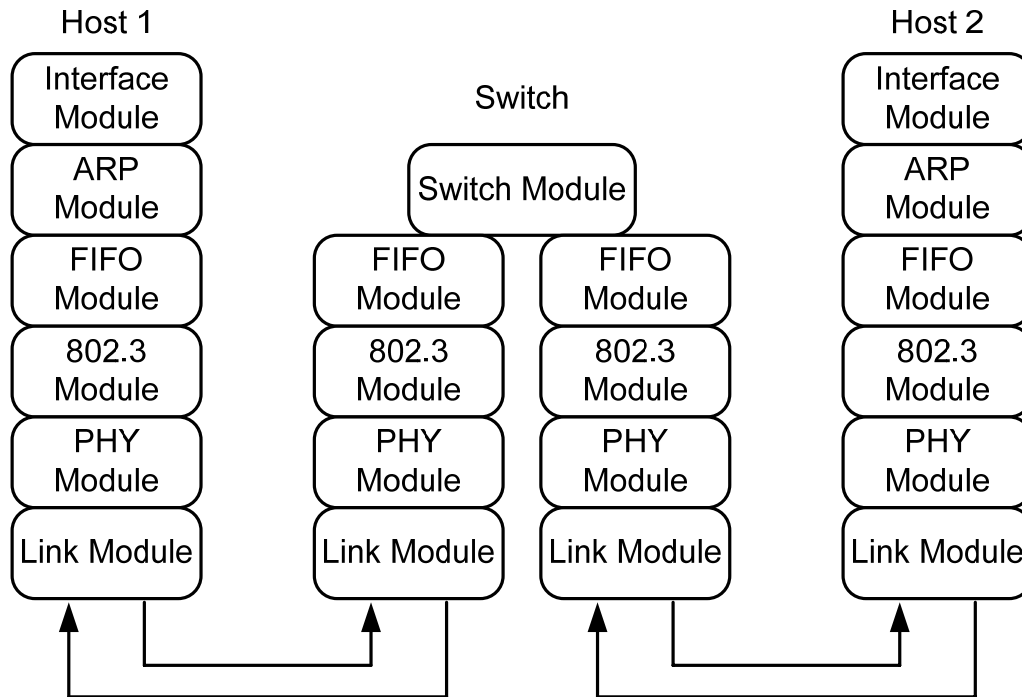 Host 1
Interface
Module
ARP
Module
FIFO
Module
802.3
Module
PHY
Module
Link Module
Switch
Switch Module
FIFO
Module
802.3
Module
PHY
Module
Link Module
FIFO
Module
802.3
Module
PHY
Module
Link Module
Host 2
Interface
Module
ARP
Module
FIFO
Module
802.3
Module
PHY
Module
Link Module